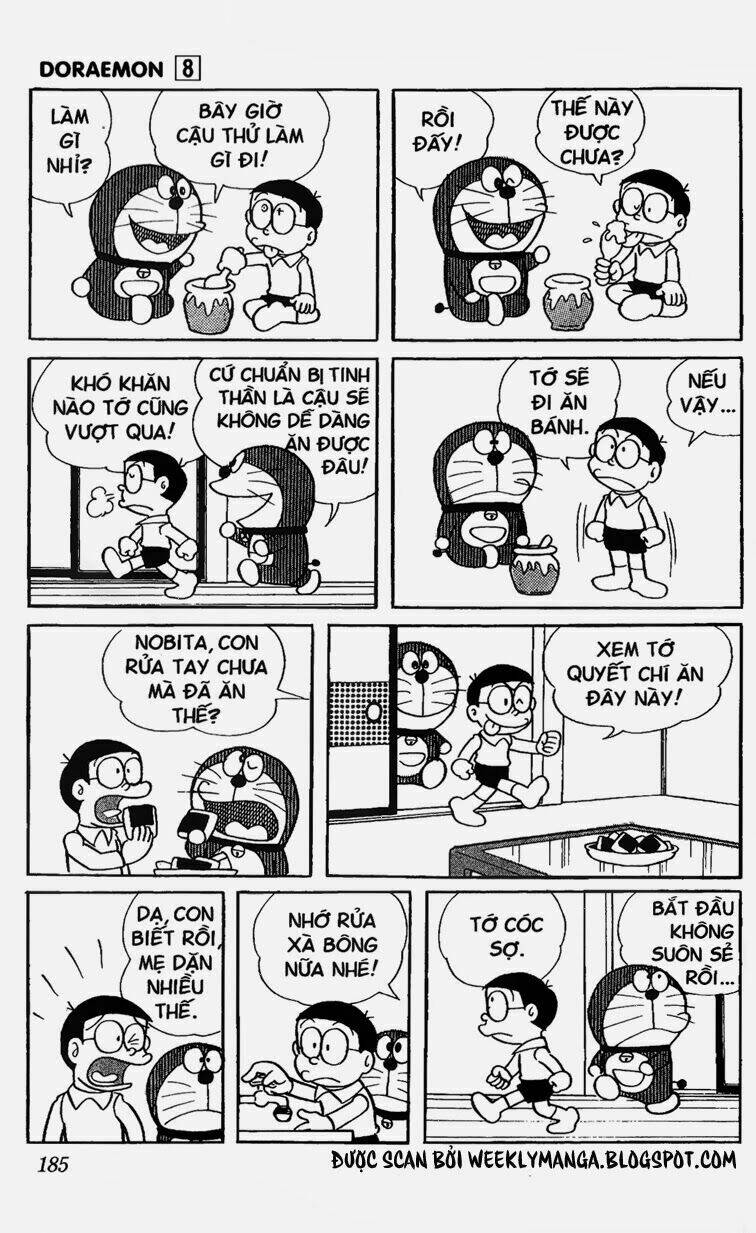 DORAEMON 8
THẾ NÀY
ĐƯỢC
CHƯA?
RỒI
ĐẤY!
BÂY GIỜ
CẬU THỬ LÀM
GÌ ĐI!
LÀM
GÌ
NHỈ?
NẾU
VẬY...
TỚ SẼ
ĐI ĂN
BÁNH.
CỨ CHUẨN BỊ TINH
THẦN LÀ CẬU SẼ
KHÔNG DỄ DÀNG
ĂN ĐƯỢC
ĐÂU!
KHÓ KHĂN
NÀO TỚ CŨNG
VƯỢT QUA!
XEM TỚ
QUYẾT CHÍ ĂN
ĐÂY NÀY!
NOBITA, CON
RỬA TAY CHƯA
MÀ ĐÃ ĂN
THẾ?
BẮT ĐẦU
KHÔNG
SUÔN SẺ
RỒI...
TỚ CÓC
SỢ.
NHỚ RỬA
XÀ BÔNG
NỮA NHÉ!
DẠ, CON
BIẾT RỒI,
MẸ DẶN
NHIỀU
THẾ.
185
ĐƯỢC SCAN BỞI WEEKLYMANGA.BLOGSPOT.COM